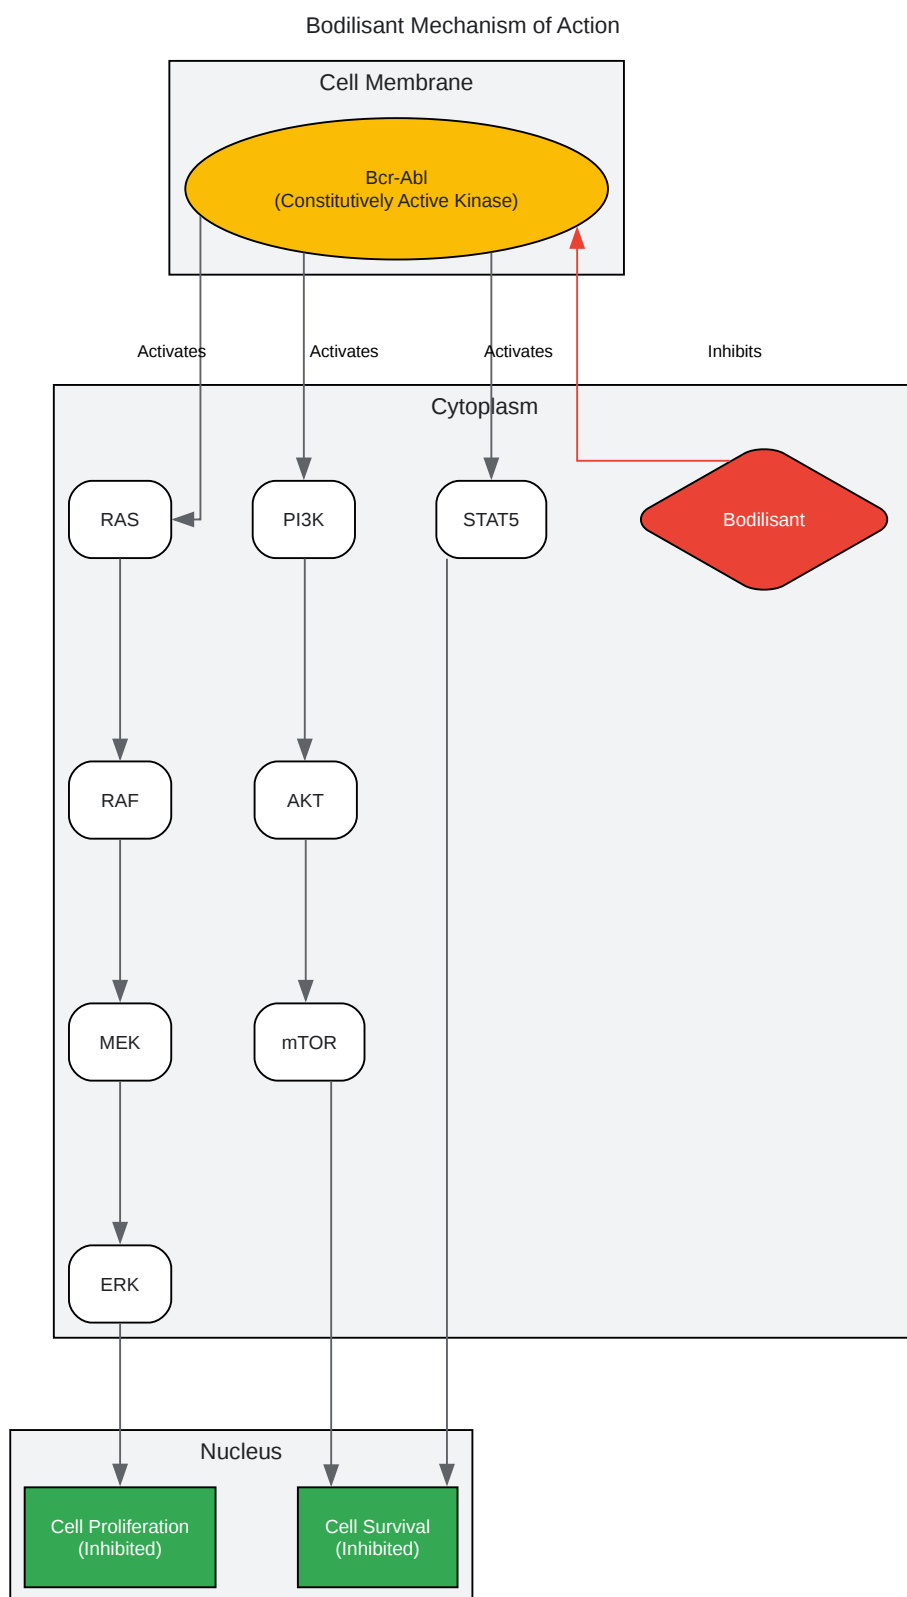 Bodilisant Mechanism of Action
Cell Membrane
Bcr-Abl
(Constitutively Active Kinase)
Activates
Activates
Activates
Inhibits
Cytoplasm
RAS
PI3K
STAT5
Bodilisant
RAF
AKT
MEK
mTOR
ERK
Nucleus
Cell Proliferation
(Inhibited)
Cell Survival
(Inhibited)